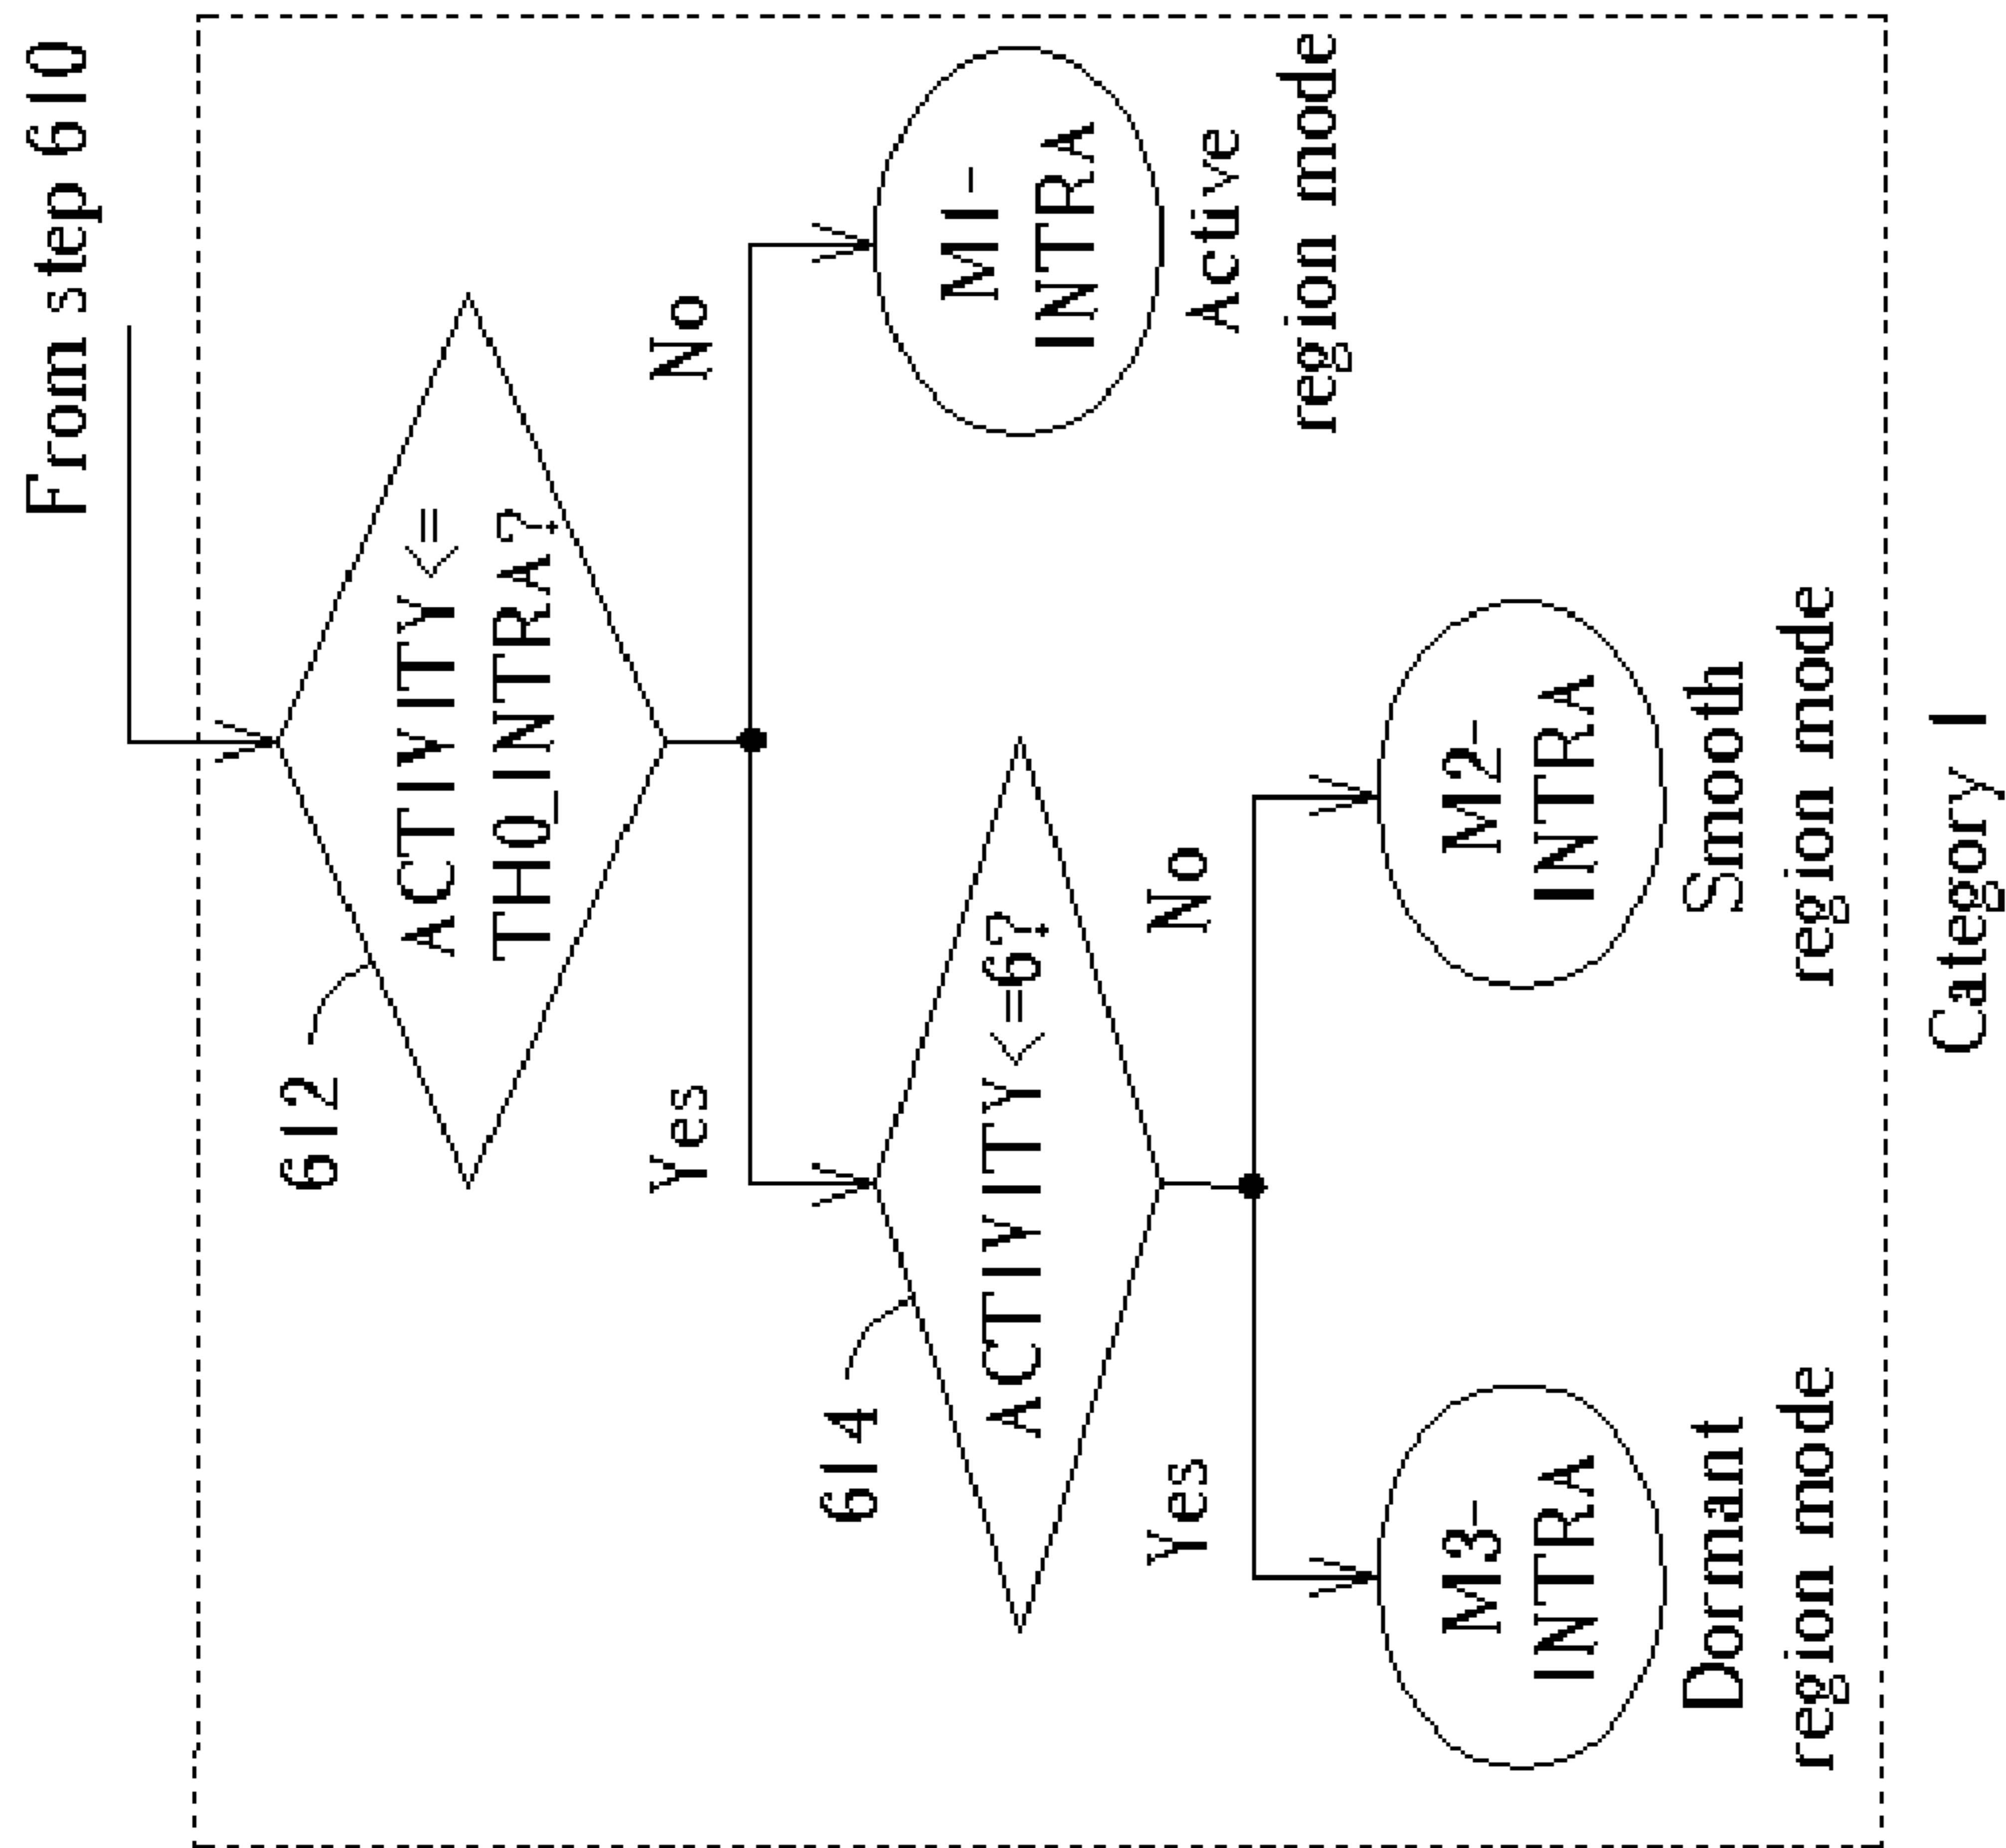 From step 610
612
ACTIVITY<=
TH0_INTRA?
Yes
No
614
ACTIVITY<=6?
M1-
INTRA
Active
region mode
Yes
No
M3-
INTRA
Dormant
region mode
M2-
INTRA
Smooth
region mode
Category 1